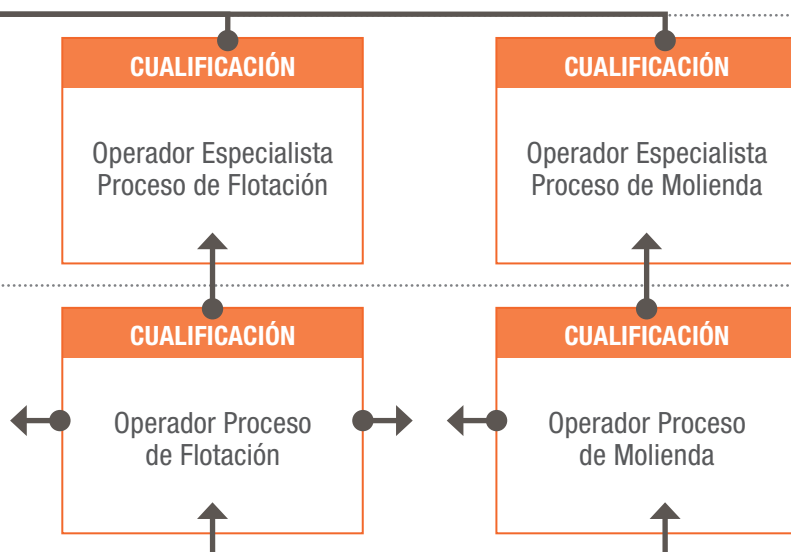 CUALIFICACIÓN
Operador Especialista
Proceso de Flotación
CUALIFICACIÓN
Operador Especialista
Proceso de Molienda
CUALIFICACIÓN
Operador Proceso
de Flotación
CUALIFICACIÓN
Operador Proceso
de Molienda